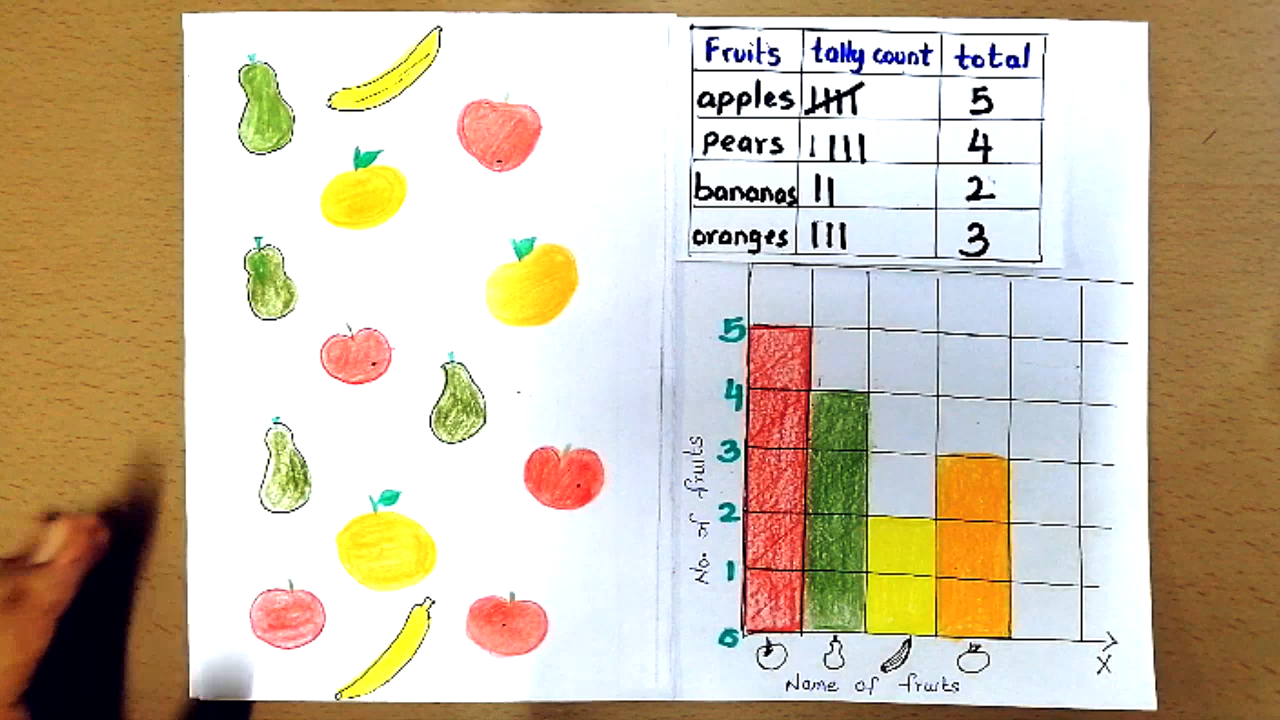 Fruits tally count total
apples 5
pears 4
bananas 2
oranges 3
5
4
3
2
1
0
No. of fruits
X
Name of fruits